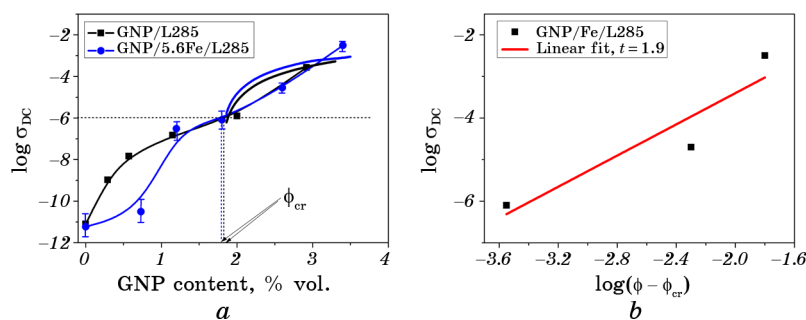 GNP/L285
GNP/5.6Fe/L285
log σDC
−2
−4
−6
−8
−10
−12
0
1
2
3
4
ϕcr
GNP content, % vol.
a
GNP/Fe/L285
Linear fit, t = 1.9
log σDC
−2
−4
−6
−3.6
−3.2
−2.8
−2.4
−2.0
−1.6
log(ϕ − ϕcr)
b